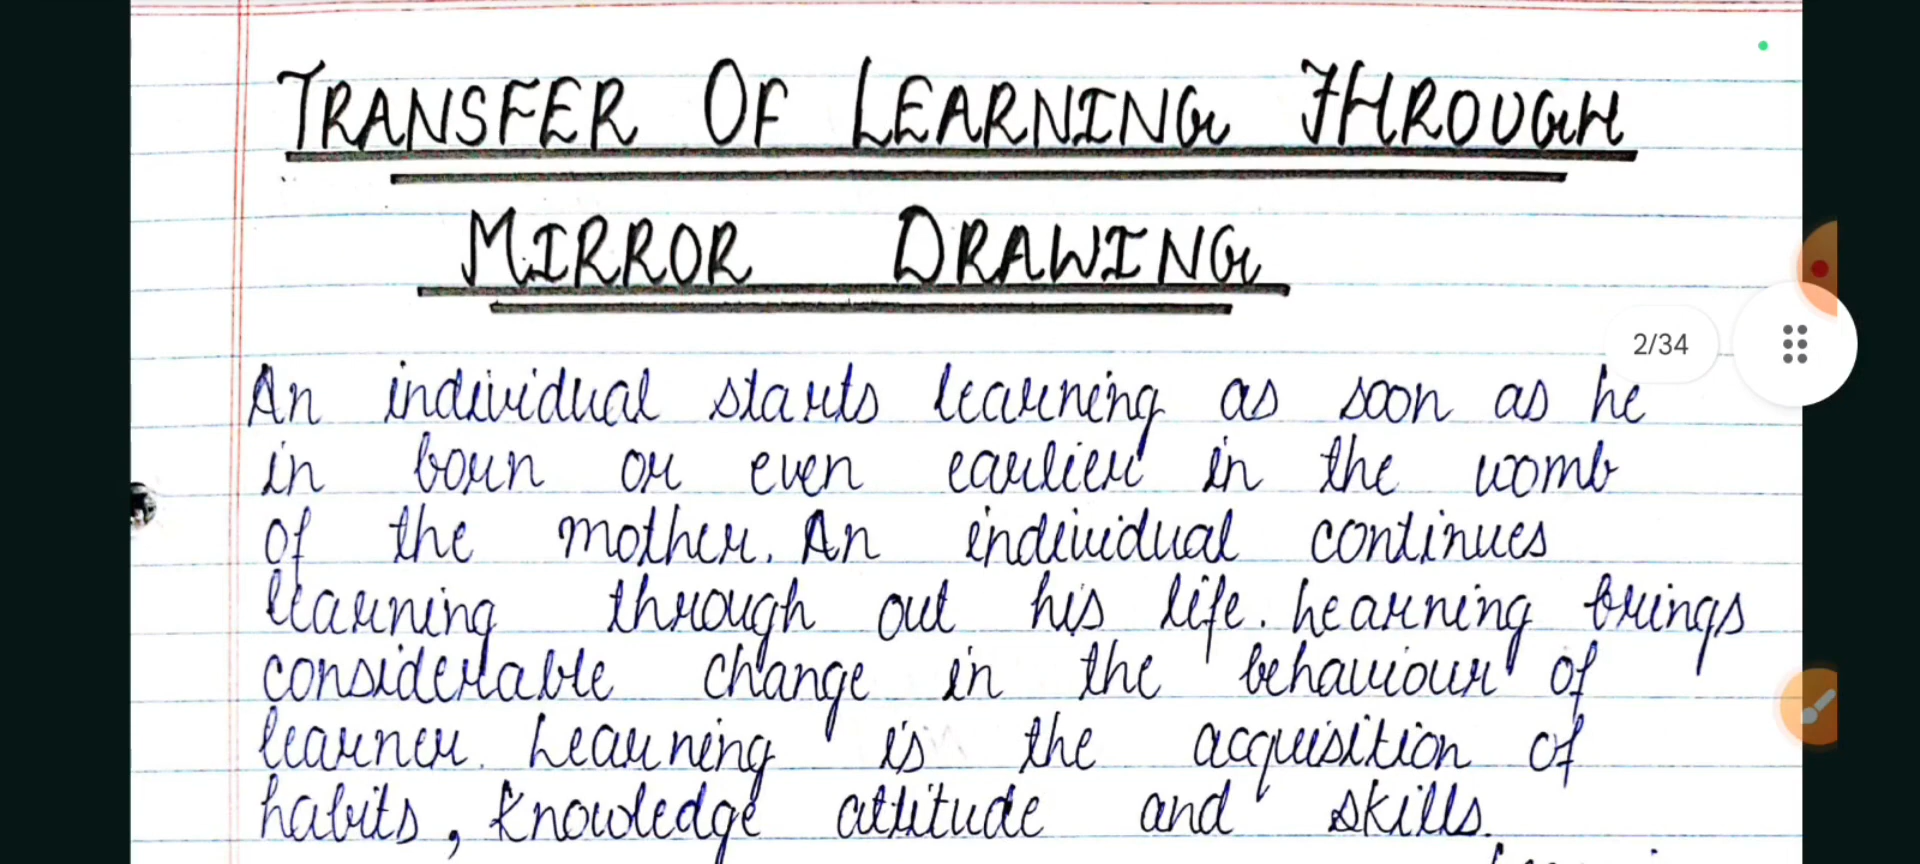 TRANSFER OF LEARNING THROUGH
MIRROR DRAWING
2/34
An individual starts learning as soon as he
in born or even earlier in the womb
of the mother. An individual continues
learning through out his life. Learning brings
considerable change in the behaviour of
learner. Learning is the acquisition of
habits, knowledge attitude and skills.